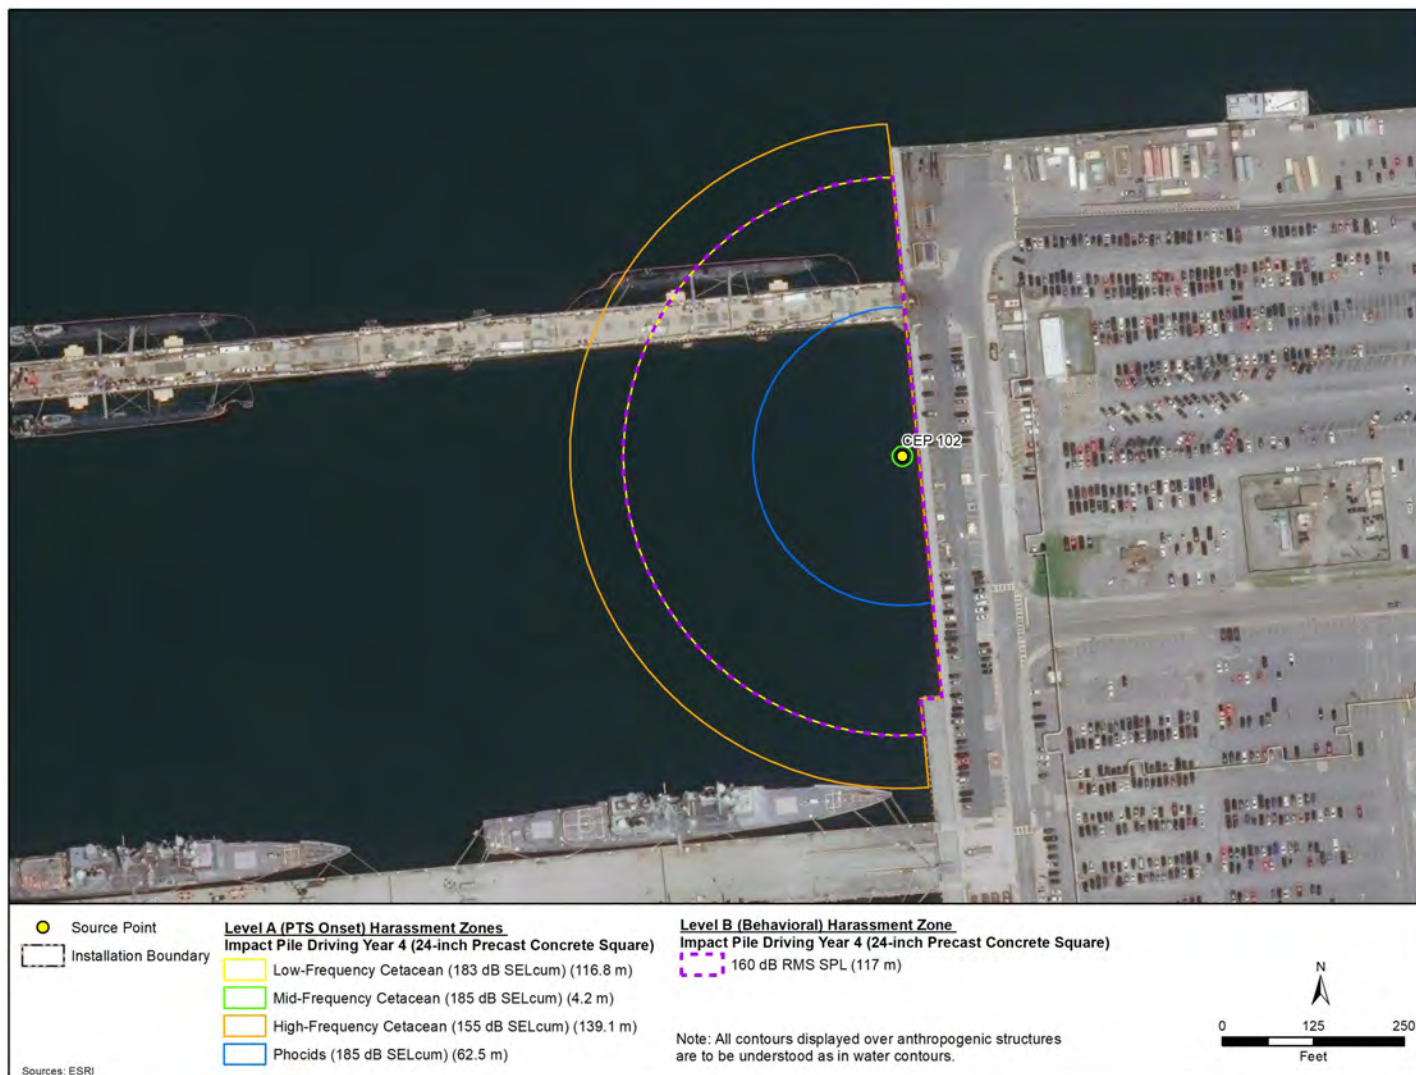 CEP 102
Source Point
Installation Boundary
Level A (PTS Onset) Harassment Zones
Impact Pile Driving Year 4 (24-inch Precast Concrete Square)
Low-Frequency Cetacean (183 dB SELcum) (116.8 m)
Mid-Frequency Cetacean (185 dB SELcum) (4.2 m)
High-Frequency Cetacean (155 dB SELcum) (139.1 m)
Phocids (185 dB SELcum) (62.5 m)
Level B (Behavioral) Harassment Zone
Impact Pile Driving Year 4 (24-inch Precast Concrete Square)
160 dB RMS SPL (117 m)
Note: All contours displayed over anthropogenic structures
are to be understood as in water contours.
N
0 125 250
Feet
Sources: ESRI